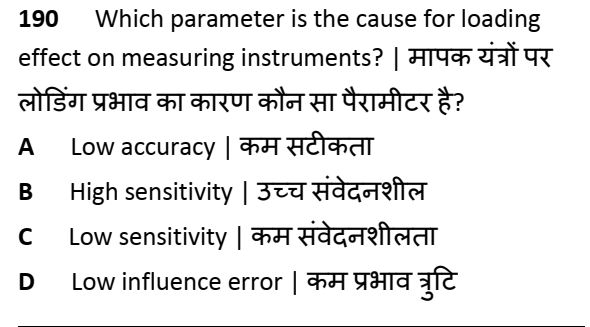 190 Which parameter is the cause for loading
effect on measuring instruments? | मापक यंत्रों पर
लोडिंग प्रभाव का कारण कौन सा पैरामीटर है?
A Low accuracy | कम सटीकता
B High sensitivity | उच्च संवेदनशील
C Low sensitivity | कम संवेदनशीलता
D Low influence error | कम प्रभाव त्रुटि